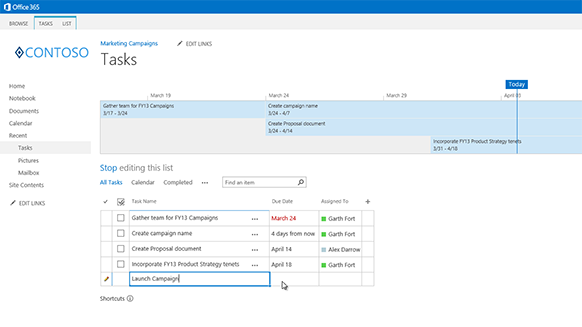 Office 365
BROWSE TASKS LIST
Marketing Campaigns EDIT LINKS
CONTOSO
Tasks
Home
Notebook
Documents
Calendar
Recent
Tasks
Pictures
Mailbox
Site Contents
EDIT LINKS
Today
March 19 March 24 March 29 April 03
Gather team for FY13 Campaigns
3/17 - 3/24
Create campaign name
3/24 - 4/7
Create Proposal document
3/24 - 4/14
Incorporate FY13 Product Strategy tenets
3/31 - 4/18
Stop editing this list
All Tasks Calendar Completed ••• Find an item
Task Name Due Date Assigned To +
Gather team for FY13 Campaigns ••• March 24 Garth Fort
Create campaign name ••• 4 days from now Garth Fort
Create Proposal document ••• April 14 Alex Darrow
Incorporate FY13 Product Strategy tenets ••• April 18 Garth Fort
Launch Campaign
Shortcuts